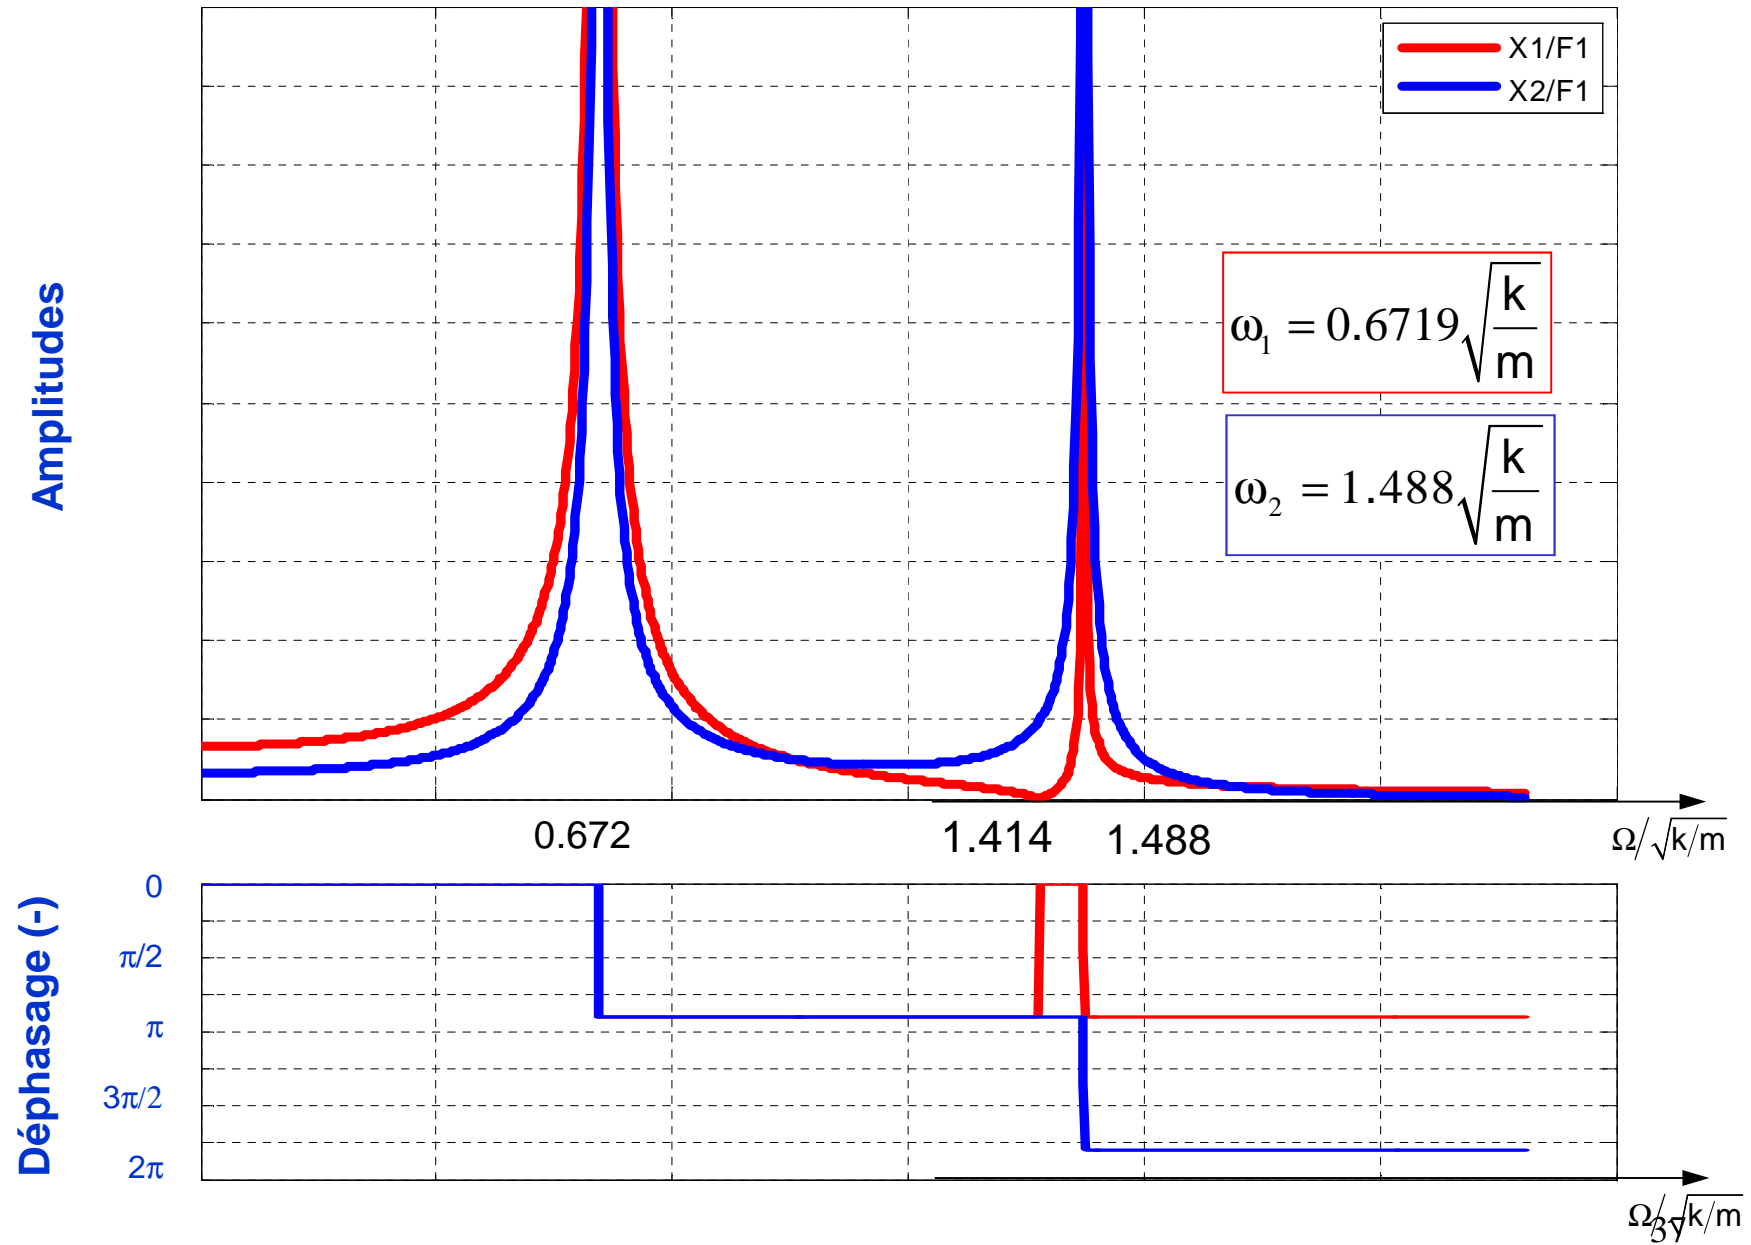 X1/F1
X2/F1
Amplitudes
ω₁ = 0.6719√(k/m)
ω₂ = 1.488√(k/m)
0.672
1.414
1.488
Ω/√k/m
Déphasage (-)
0
π/2
π
3π/2
2π
Ω/√k/m
37